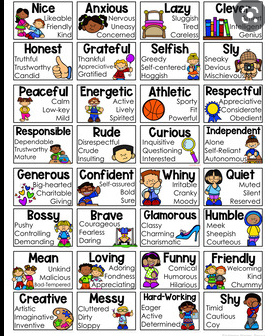 Nice
Likeable
Friendly
Kind
Anxious
Nervous
Uneasy
Concerned
Lazy
Sluggish
Tired
Careless
Clever
Intelligent
Genius
Honest
Truthful
Trustworthy
Candid
Grateful
Thankful
Appreciative
Gratified
Selfish
Greedy
Self-centered
Hoggish
Sly
Sneaky
Devious
Mischievous
Peaceful
Calm
Low-key
Mild
Energetic
Active
Lively
Spirited
Athletic
Sporty
Fit
Powerful
Respectful
Appreciative
Considerate
Obedient
Responsible
Dependable
Trustworthy
Mature
Rude
Disrespectful
Crude
Insulting
Curious
Inquisitive
Questioning
Interested
Independent
Alone
Self-Reliant
Autonomous
Generous
Big-hearted
Charitable
Giving
Confident
Self-assured
Bold
Sure
Whiny
Irritable
Cranky
Moody
Quiet
Muted
Silent
Reserved
Bossy
Pushy
Controlling
Demanding
Brave
Courageous
Fearless
Daring
Glamorous
Classy
Charming
Charismatic
Humble
Meek
Sheepish
Courteous
Mean
Unkind
Malicious
Bad-Tempered
Loving
Adoring
Fondness
Appreciating
Funny
Comical
Humorous
Hilarious
Friendly
Welcoming
Kind
Chummy
Creative
Artistic
Imaginative
Inventive
Messy
Cluttered
Dirty
Sloppy
Hard-Working
Eager
Active
Determined
Shy
Timid
Cautious
Coy